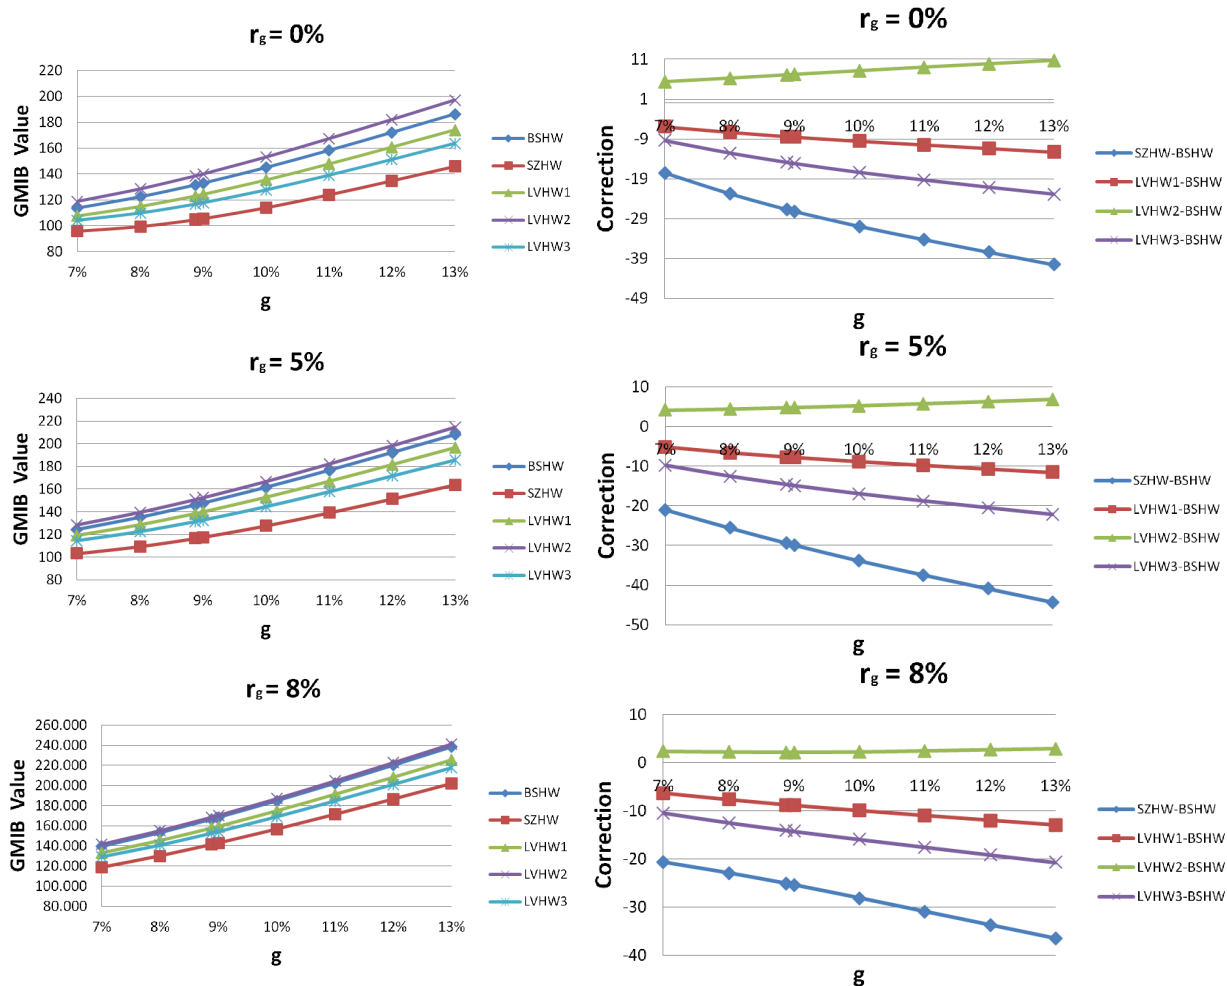 r_g = 0%
GMIB Value
220
200
180
160
140
120
100
80
7% 8% 9% 10% 11% 12% 13%
g
BSHW
SZHW
LVHW1
LVHW2
LVHW3
r_g = 0%
Correction
11
1
-9
-19
-29
-39
-49
7% 8% 9% 10% 11% 12% 13%
g
SZHW-BSHW
LVHW1-BSHW
LVHW2-BSHW
LVHW3-BSHW
r_g = 5%
GMIB Value
240
220
200
180
160
140
120
100
80
7% 8% 9% 10% 11% 12% 13%
g
BSHW
SZHW
LVHW1
LVHW2
LVHW3
r_g = 5%
Correction
10
0
-10
-20
-30
-40
-50
7% 8% 9% 10% 11% 12% 13%
g
SZHW-BSHW
LVHW1-BSHW
LVHW2-BSHW
LVHW3-BSHW
r_g = 8%
GMIB Value
260.000
240.000
220.000
200.000
180.000
160.000
140.000
120.000
100.000
80.000
7% 8% 9% 10% 11% 12% 13%
g
BSHW
SZHW
LVHW1
LVHW2
LVHW3
r_g = 8%
Correction
10
0
-10
-20
-30
-40
7% 8% 9% 10% 11% 12% 13%
g
SZHW-BSHW
LVHW1-BSHW
LVHW2-BSHW
LVHW3-BSHW